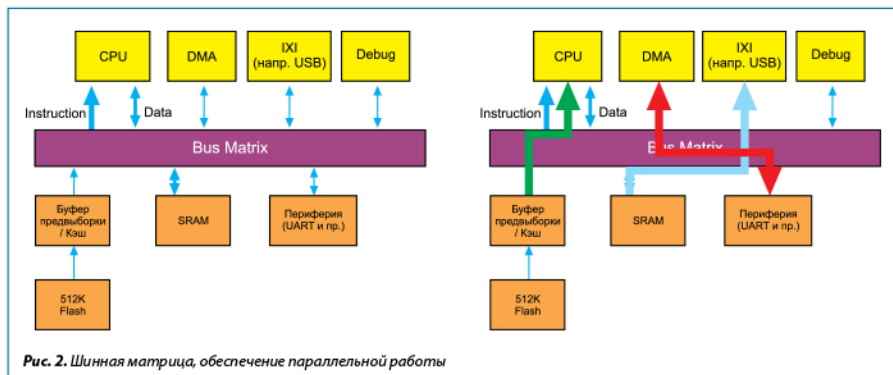 CPU
DMA
IXI
(напр. USB)
Debug
Instruction
Data
Bus Matrix
Буфер
предвыборки
/ Кэш
SRAM
Периферия
(UART и пр.)
512K
Flash
CPU
DMA
IXI
(напр. USB)
Debug
Instruction
Data
Bus Matrix
Буфер
предвыборки
/ Кэш
SRAM
Периферия
(UART и пр.)
512K
Flash
Рис. 2. Шинная матрица, обеспечение параллельной работы